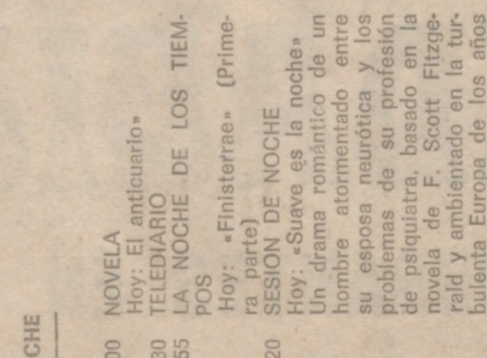 CHE
00 NOVELA
Hoy: El anticuario»
30 TELEDIARIO
55 LA NOCHE DE LOS TIEM-
POS
Hoy: «Finisterrae» (Prime-
ra parte)
20 SESION DE NOCHE
Hoy: «Suave es la noche»
Un drama romántico de un
hombre atormentado entre
su esposa neurótica y los
problemas de su profesión
de psiquiatra, basado en la
novela de F. Scott Fitzge-
rald y ambientado en la tur-
bulenta Europa de los años